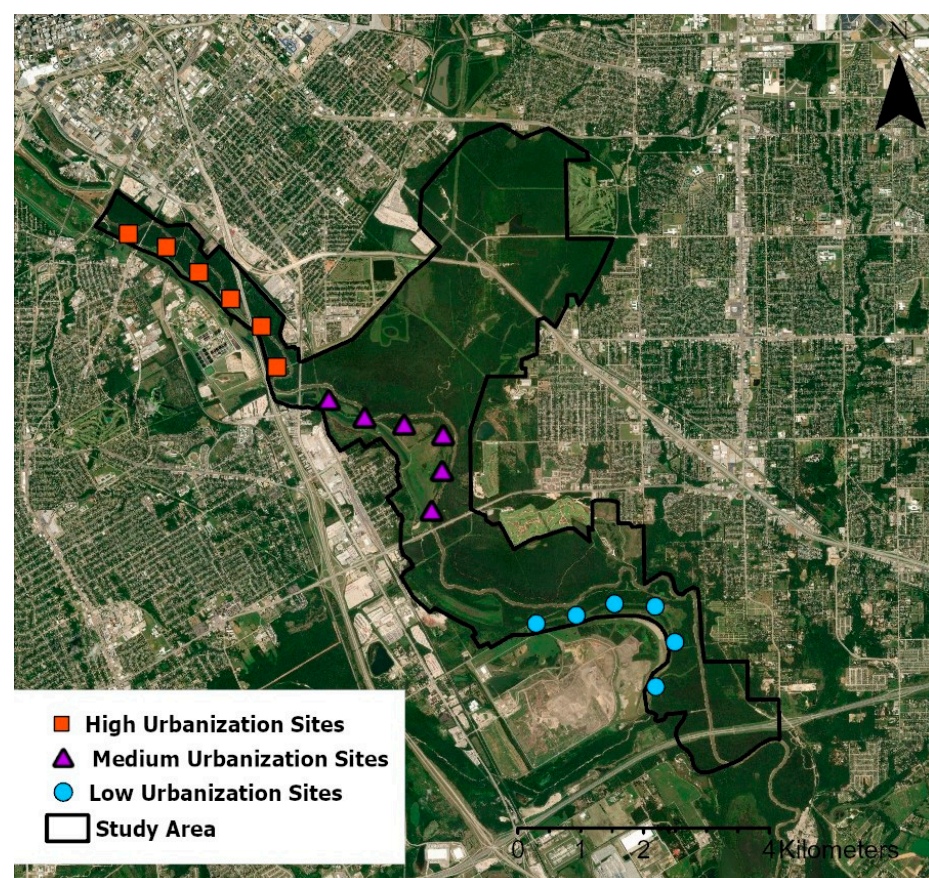 N
High Urbanization Sites
Medium Urbanization Sites
Low Urbanization Sites
Study Area
0 1 2 4 Kilometers